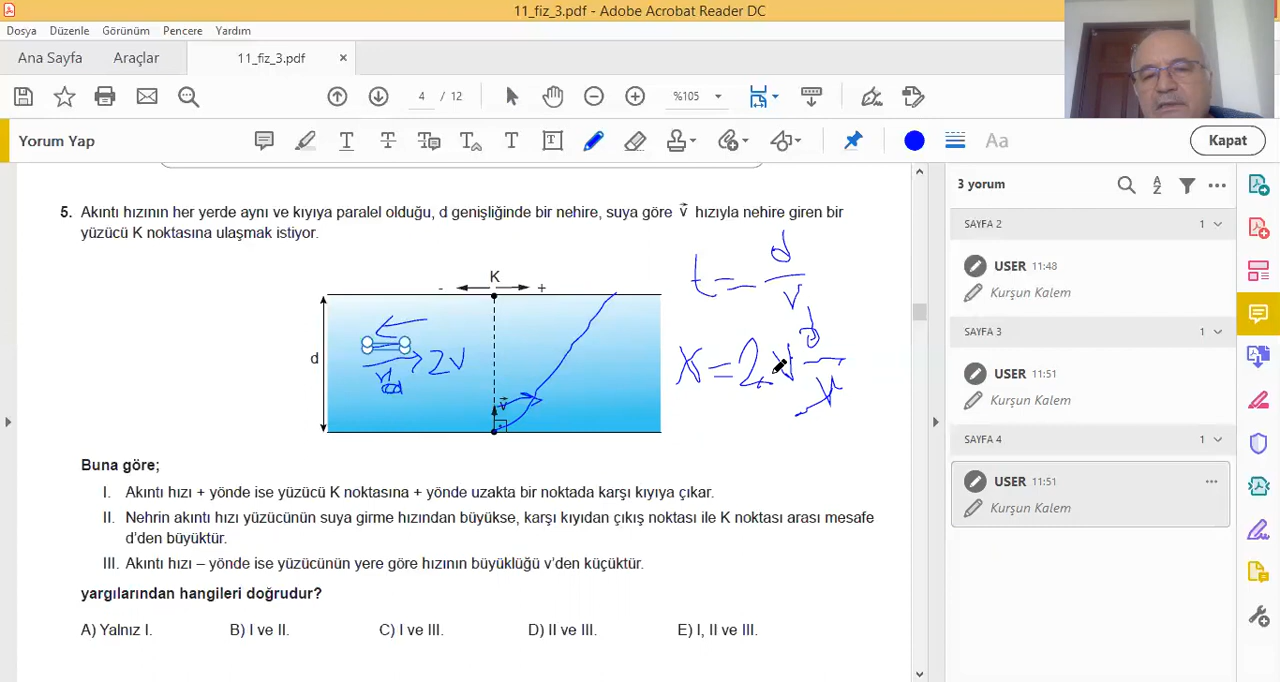 11_fiz_3.pdf - Adobe Acrobat Reader DC
Dosya Düzenle Görünüm Pencere Yardım
Ana Sayfa Araçlar 11_fiz_3.pdf ×
4 / 12 %105
Yorum Yap Aa Kapat
3 yorum
SAYFA 2 1
USER 11:48
Kurşun Kalem
SAYFA 3 1
USER 11:51
Kurşun Kalem
SAYFA 4 1
USER 11:51
Kurşun Kalem
5. Akıntı hızının her yerde aynı ve kıyıya paralel olduğu, d genişliğinde bir nehire, suya göre v⃗ hızıyla nehire giren bir
yüzücü K noktasına ulaşmak istiyor.
K
- +
d
v⃗
2v
t = d/v
x = 2v d/v
Buna göre;
I. Akıntı hızı + yönde ise yüzücü K noktasına + yönde uzakta bir noktada karşı kıyıya çıkar.
II. Nehrin akıntı hızı yüzücünün suya girme hızından büyükse, karşı kıyıdan çıkış noktası ile K noktası arası mesafe
d'den büyüktür.
III. Akıntı hızı – yönde ise yüzücünün yere göre hızının büyüklüğü v'den küçüktür.
yargılarından hangileri doğrudur?
A) Yalnız I. B) I ve II. C) I ve III. D) II ve III. E) I, II ve III.